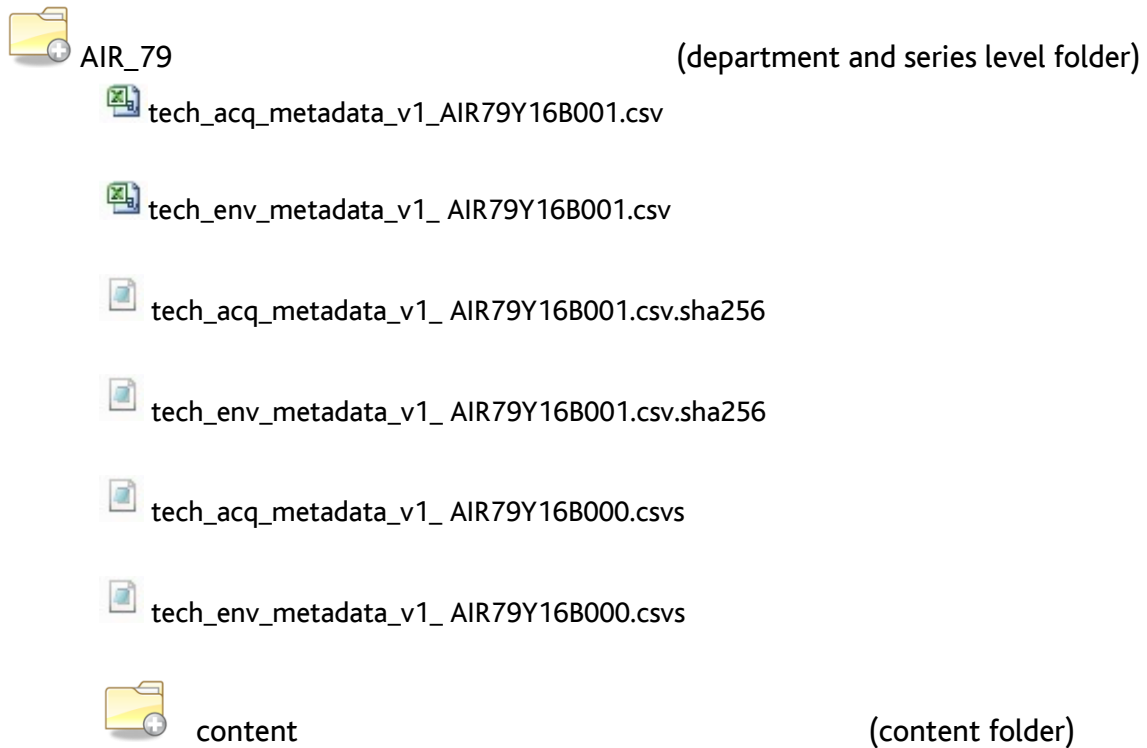 AIR_79 (department and series level folder)
tech_acq_metadata_v1_AIR79Y16B001.csv
tech_env_metadata_v1_ AIR79Y16B001.csv
tech_acq_metadata_v1_ AIR79Y16B001.csv.sha256
tech_env_metadata_v1_ AIR79Y16B001.csv.sha256
tech_acq_metadata_v1_ AIR79Y16B000.csvs
tech_env_metadata_v1_ AIR79Y16B000.csvs
content (content folder)